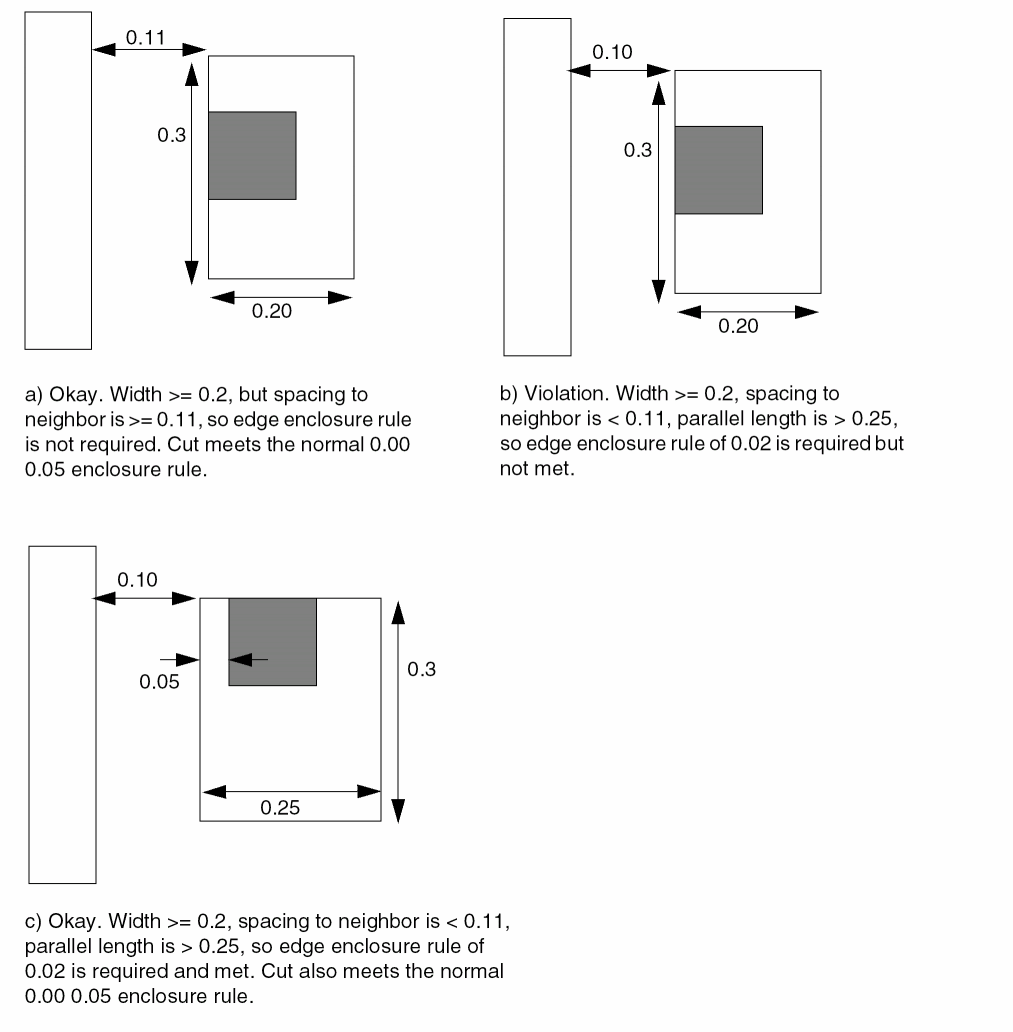 0.11
0.3
0.20
a) Okay. Width >= 0.2, but spacing to
neighbor is >= 0.11, so edge enclosure rule
is not required. Cut meets the normal 0.00
0.05 enclosure rule.
0.10
0.3
0.20
b) Violation. Width >= 0.2, spacing to
neighbor is < 0.11, parallel length is > 0.25,
so edge enclosure rule of 0.02 is required but
not met.
0.10
0.05
0.3
0.25
c) Okay. Width >= 0.2, spacing to neighbor is < 0.11,
parallel length is > 0.25, so edge enclosure rule of
0.02 is required and met. Cut also meets the normal
0.00 0.05 enclosure rule.